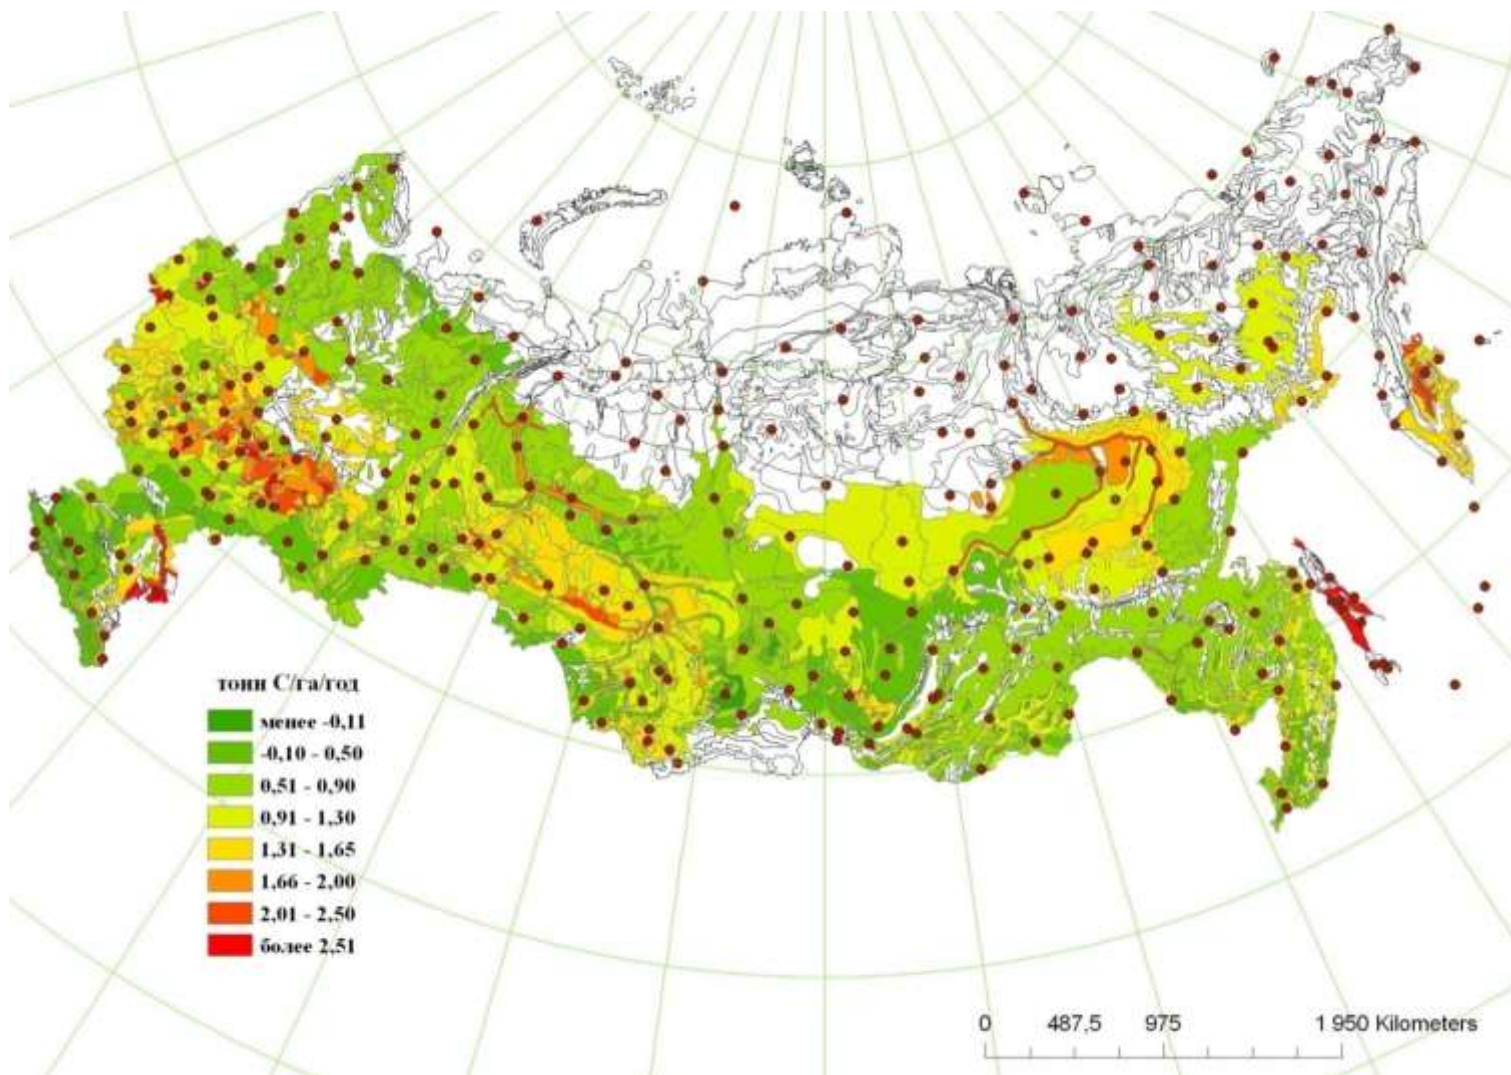 тонн С/га/год
менее -0,11
-0,10 - 0,50
0,51 - 0,90
0,91 - 1,30
1,31 - 1,65
1,66 - 2,00
2,01 - 2,50
более 2,51
0 487,5 975 1 950 Kilometers